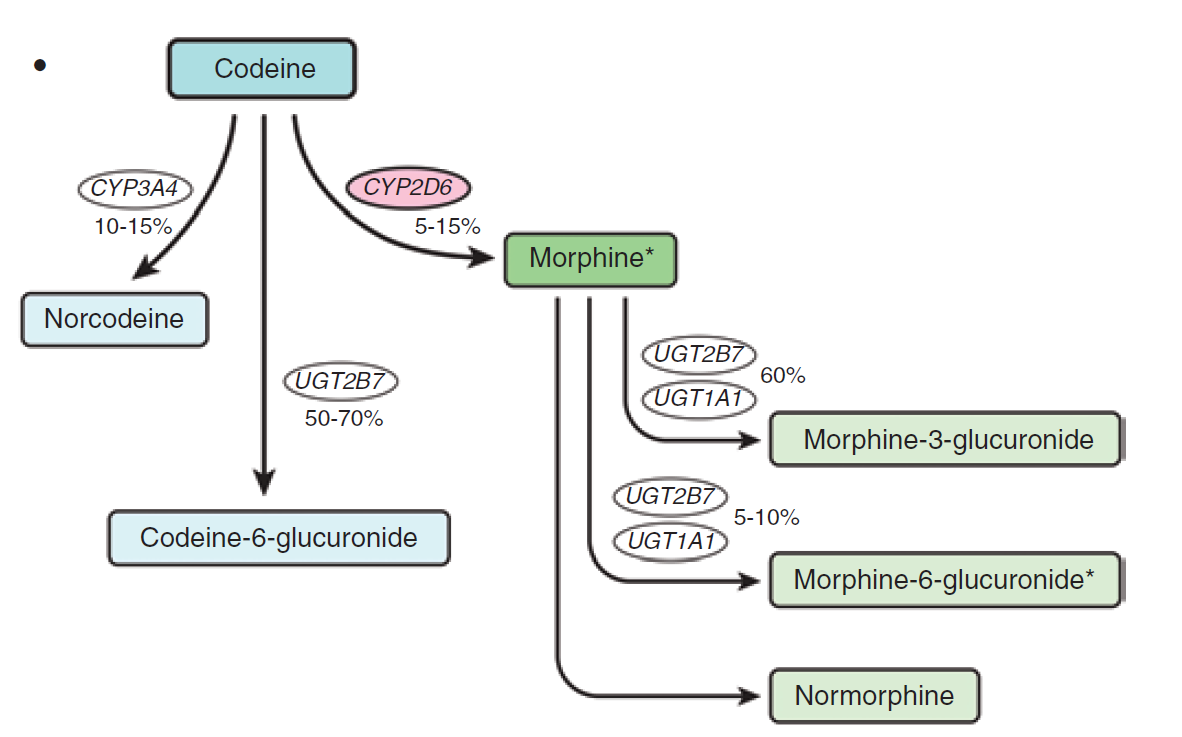 •
Codeine
CYP3A4
10-15%
CYP2D6
5-15%
Morphine*
Norcodeine
UGT2B7
50-70%
UGT2B7
UGT1A1
60%
Morphine-3-glucuronide
UGT2B7
UGT1A1
5-10%
Codeine-6-glucuronide
Morphine-6-glucuronide*
Normorphine